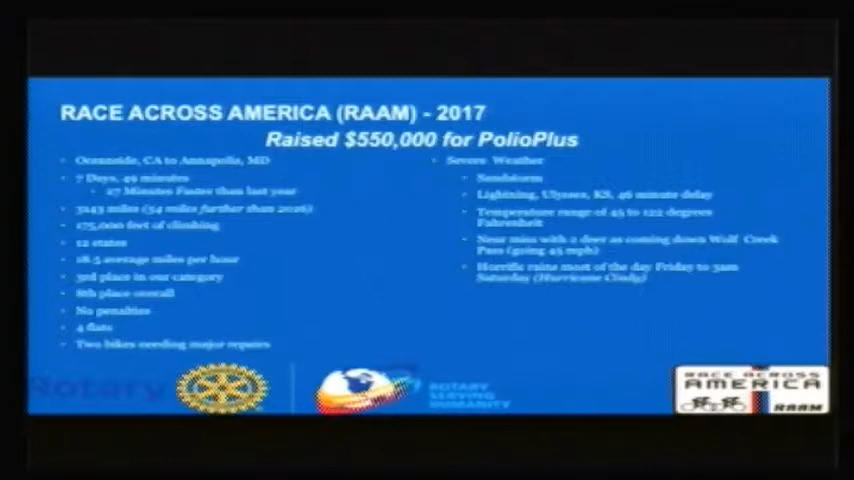 RACE ACROSS AMERICA (RAAM) - 2017
Raised $550,000 for PolioPlus
Oceanside, CA to Annapolis, MD
7 Days, 49 minutes
27 Minutes Faster than last year
3143 miles (54 miles further than 2016)
175,000 feet of climbing
12 states
18.5 average miles per hour
3rd place in our category
8th place overall
No penalties
4 flats
Two bikes needing major repairs
Severe Weather
Sandstorm
Lightning, Ulysses, KS, 46 minute delay
Temperature range of 45 to 122 degrees
Fahrenheit
Near miss with 2 deer as coming down Wolf Creek
Pass (going 45 mph)
Horrific rains most of the day Friday to 3am
Saturday (Hurricane Cindy)
Rotary
ROTARY
SERVING
HUMANITY
RACE ACROSS
AMERICA
RAAM